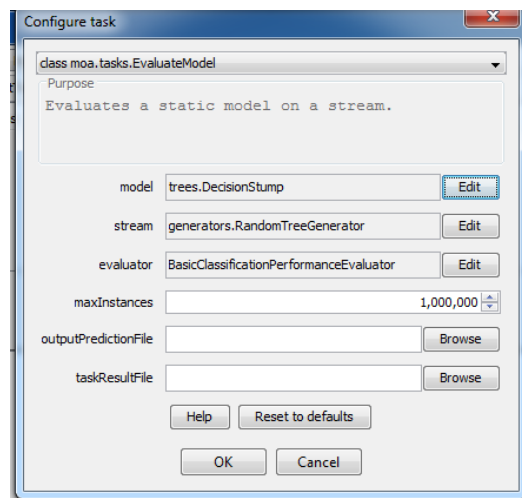 Configure task
class moa.tasks.EvaluateModel
Purpose
Evaluates a static model on a stream.
model trees.DecisionStump Edit
stream generators.RandomTreeGenerator Edit
evaluator BasicClassificationPerformanceEvaluator Edit
maxInstances 1,000,000
outputPredictionFile Browse
taskResultFile Browse
Help Reset to defaults
OK Cancel